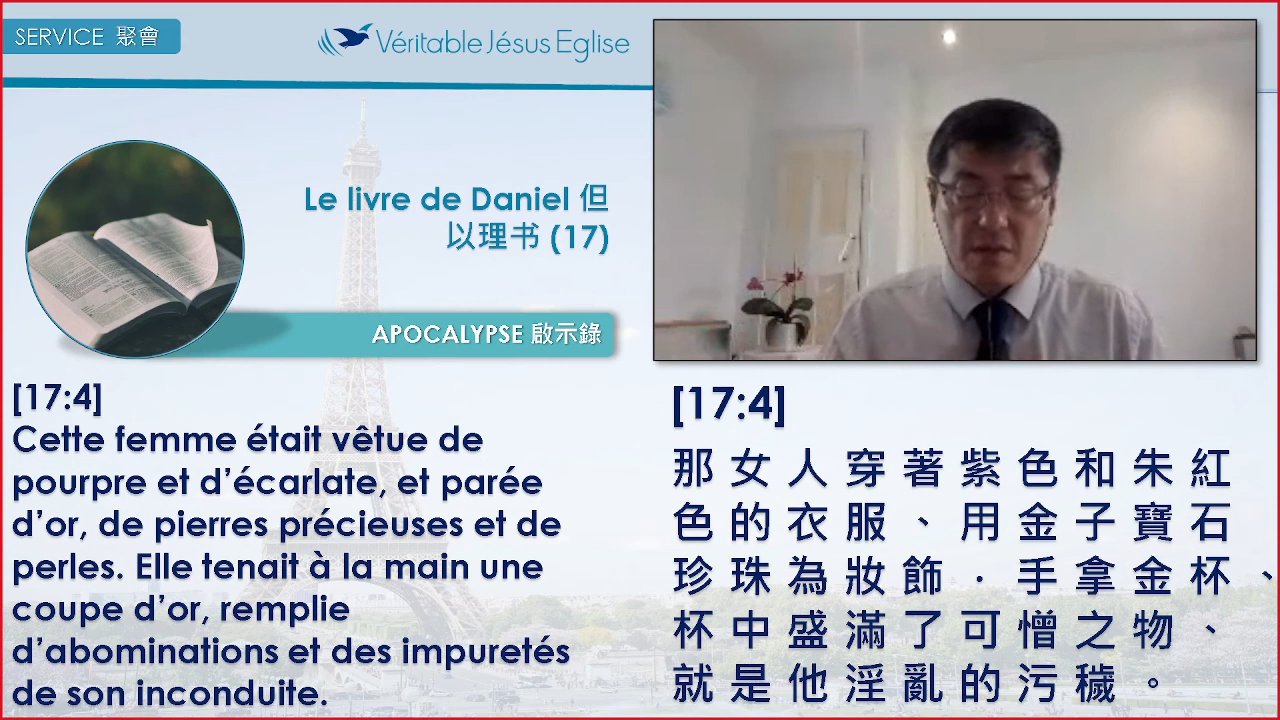 SERVICE 聚會
Véritable Jésus Eglise
Le livre de Daniel 但
以理书 (17)
APOCALYPSE 啟示錄
[17:4]
Cette femme était vêtue de
pourpre et d’écarlate, et parée
d’or, de pierres précieuses et de
perles. Elle tenait à la main une
coupe d’or, remplie
d’abominations et des impuretés
de son inconduite.
[17:4]
那女人穿著紫色和朱紅
色的衣服、用金子寶石
珍珠為妝飾．手拿金杯、
杯中盛滿了可憎之物、
就是他淫亂的污穢。